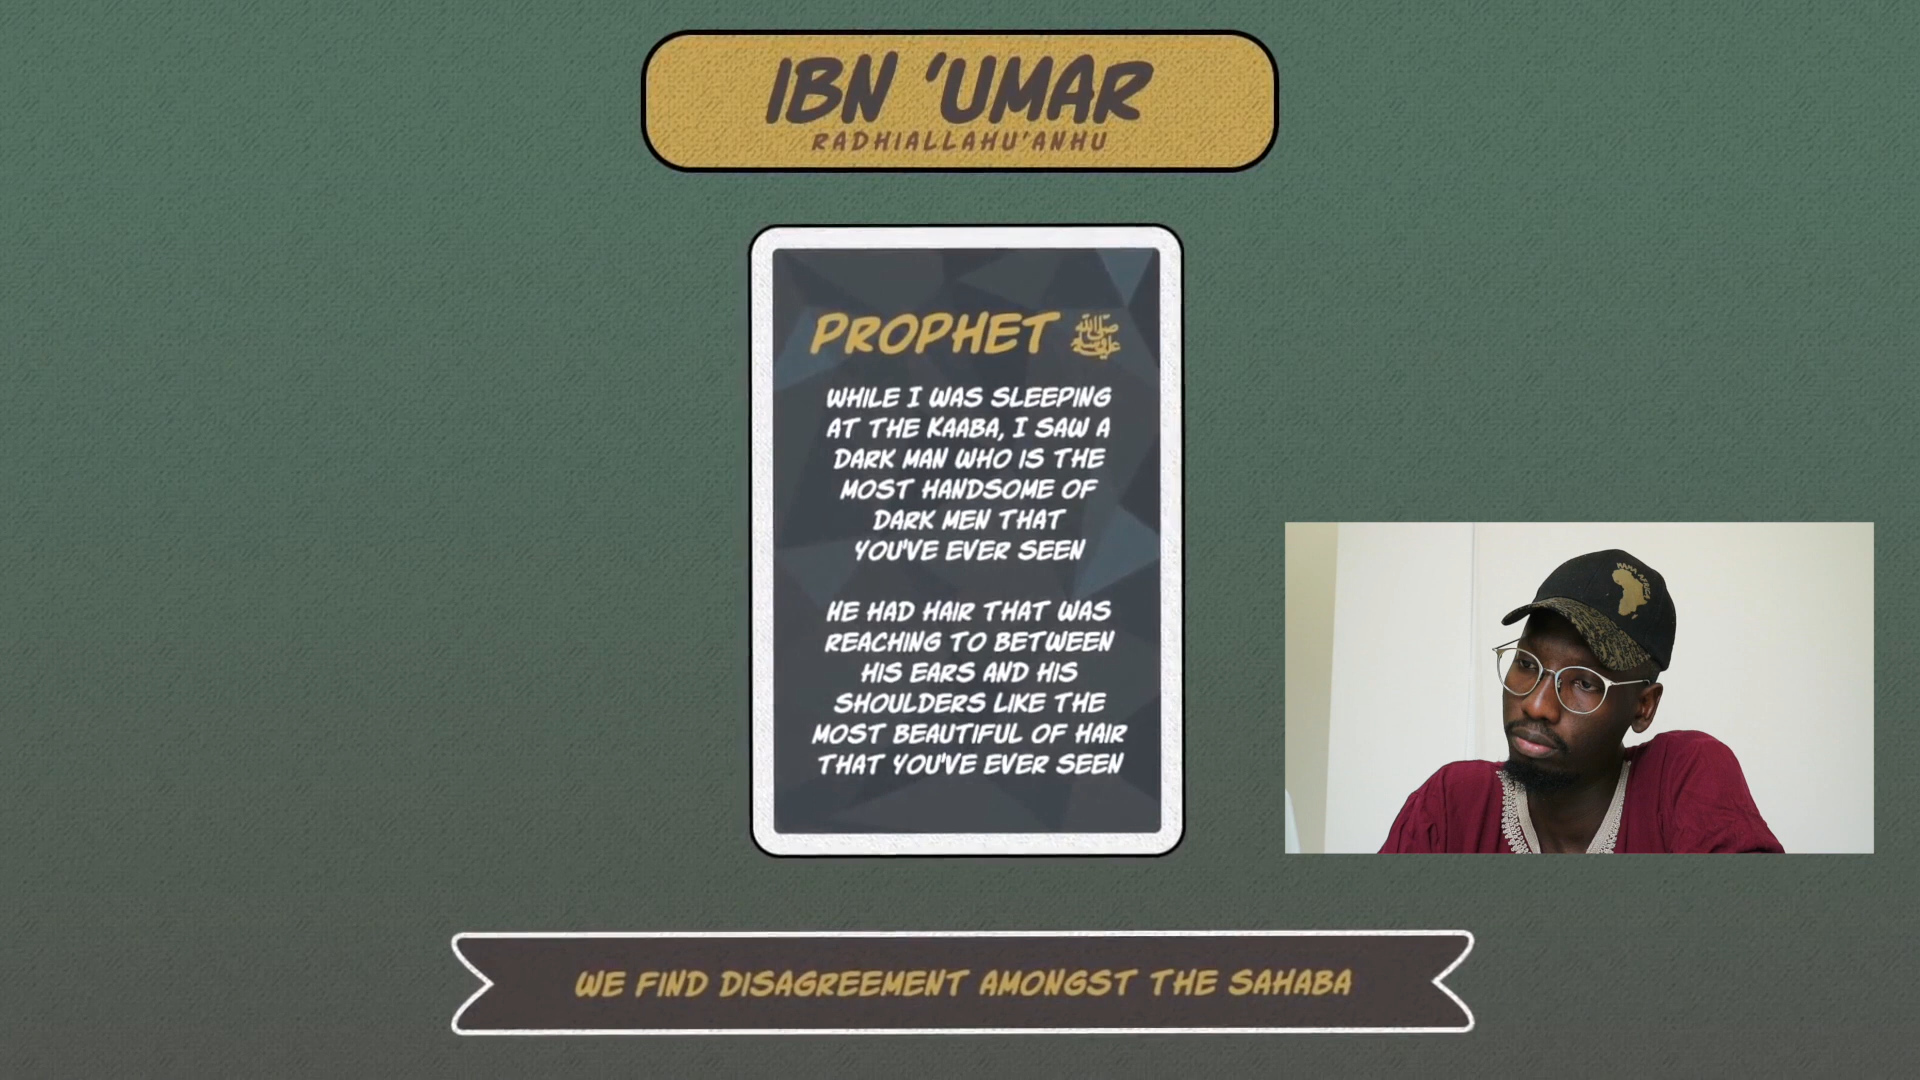 IBN 'UMAR
RADHIALLAHU'ANHU
PROPHET ﷺ
WHILE I WAS SLEEPING
AT THE KAABA, I SAW A
DARK MAN WHO IS THE
MOST HANDSOME OF
DARK MEN THAT
YOU'VE EVER SEEN
HE HAD HAIR THAT WAS
REACHING TO BETWEEN
HIS EARS AND HIS
SHOULDERS LIKE THE
MOST BEAUTIFUL OF HAIR
THAT YOU'VE EVER SEEN
WE FIND DISAGREEMENT AMONGST THE SAHABA